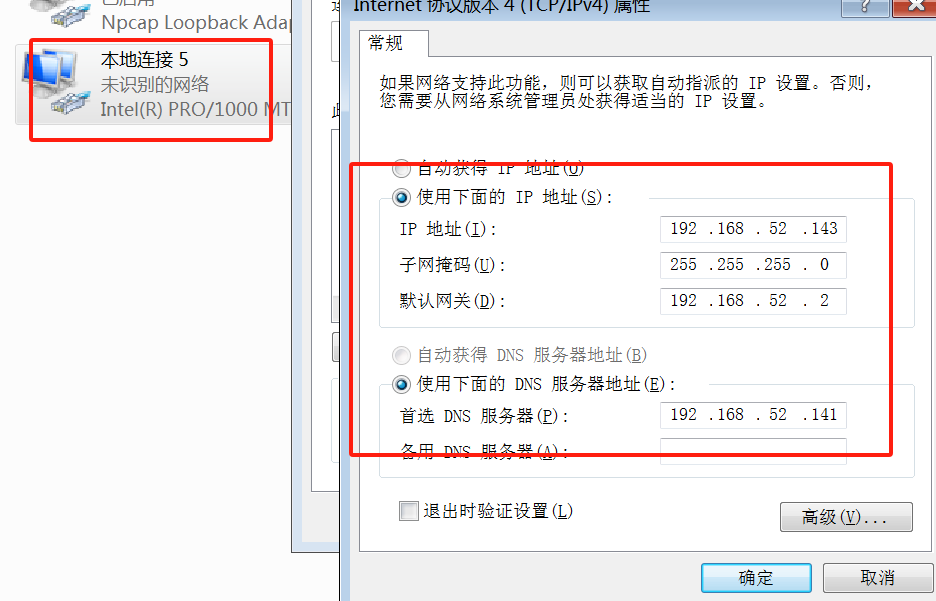 已启用
Npcap Loopback Ada
本地连接 5
未识别的网络
Intel(R) PRO/1000 MT
Internet 协议版本 4 (TCP/IPv4) 属性
常规
如果网络支持此功能，则可以获取自动指派的 IP 设置。否则，
您需要从网络系统管理员处获得适当的 IP 设置。
自动获得 IP 地址(O)
使用下面的 IP 地址(S):
IP 地址(I): 192 .168 . 52 .143
子网掩码(U): 255 .255 .255 . 0
默认网关(D): 192 .168 . 52 . 2
自动获得 DNS 服务器地址(B)
使用下面的 DNS 服务器地址(E):
首选 DNS 服务器(P): 192 .168 . 52 .141
备用 DNS 服务器(A):
退出时验证设置(L)
高级(V)...
确定
取消